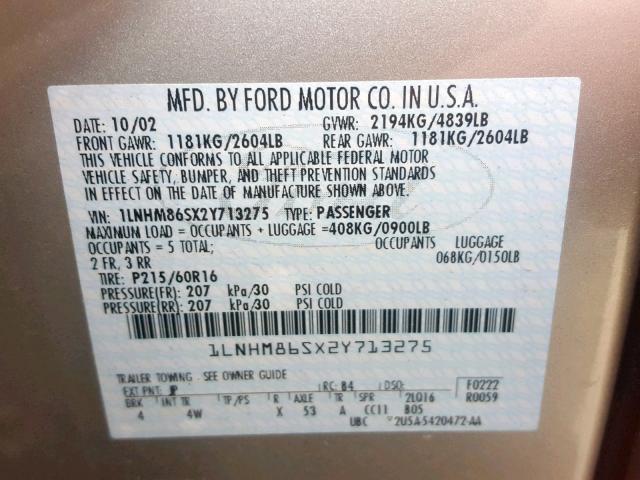 MFD. BY FORD MOTOR CO. IN U.S.A.
DATE: 10/02 GVWR: 2194KG/4839LB
FRONT GAWR: 1181KG/2604LB REAR GAWR: 1181KG/2604LB
THIS VEHICLE CONFORMS TO ALL APPLICABLE FEDERAL MOTOR
VEHICLE SAFETY, BUMPER, AND THEFT PREVENTION STANDARDS
IN EFFECT ON THE DATE OF MANUFACTURE SHOWN ABOVE.
VIN: 1LNHM86SX2Y713275 TYPE: PASSENGER
MAXIMUM LOAD = OCCUPANTS + LUGGAGE = 408KG/0900LB
OCCUPANTS = 5 TOTAL; OCCUPANTS LUGGAGE
2 FR, 3 RR 068KG/0150LB
TIRE: P215/60R16
PRESSURE(FR) : 207 kPa/30 PSI COLD
PRESSURE(RR) : 207 kPa/30 PSI COLD
1LNHM86SX2Y713275
TRAILER TOWING - SEE OWNER GUIDE
EXT PNT: JP RC: B4 DSO: F0222
BRK INT TR TP/PS R AXLE TR SPR 2L016 R0059
4 4W X 53 A CC11 B05
UBC 2U5A-5420472-AA